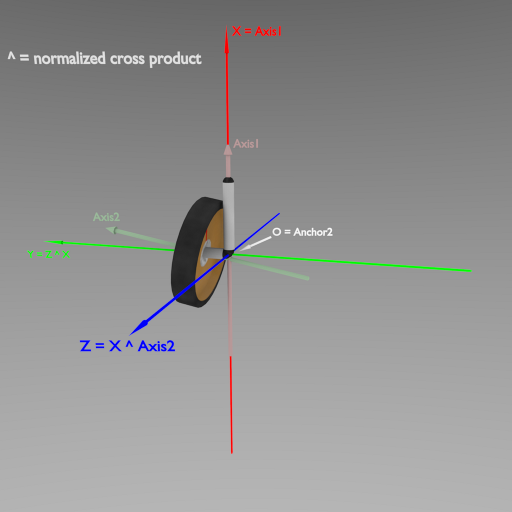 X = Axis1
^ = normalized cross product
Axis1
Axis2
O = Anchor2
Y = Z ^ X
Z = X ^ Axis2